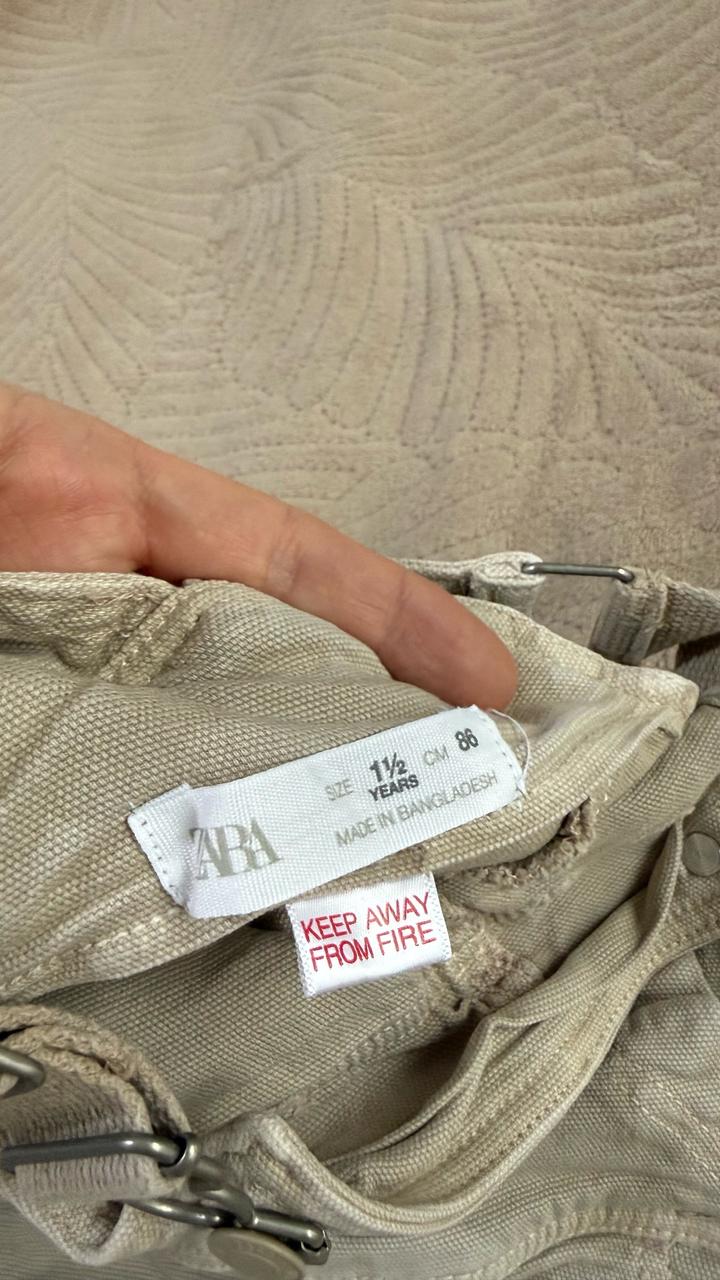 ZARA
SIZE 1½ CM 86
YEARS
MADE IN BANGLADESH
KEEP AWAY
FROM FIRE